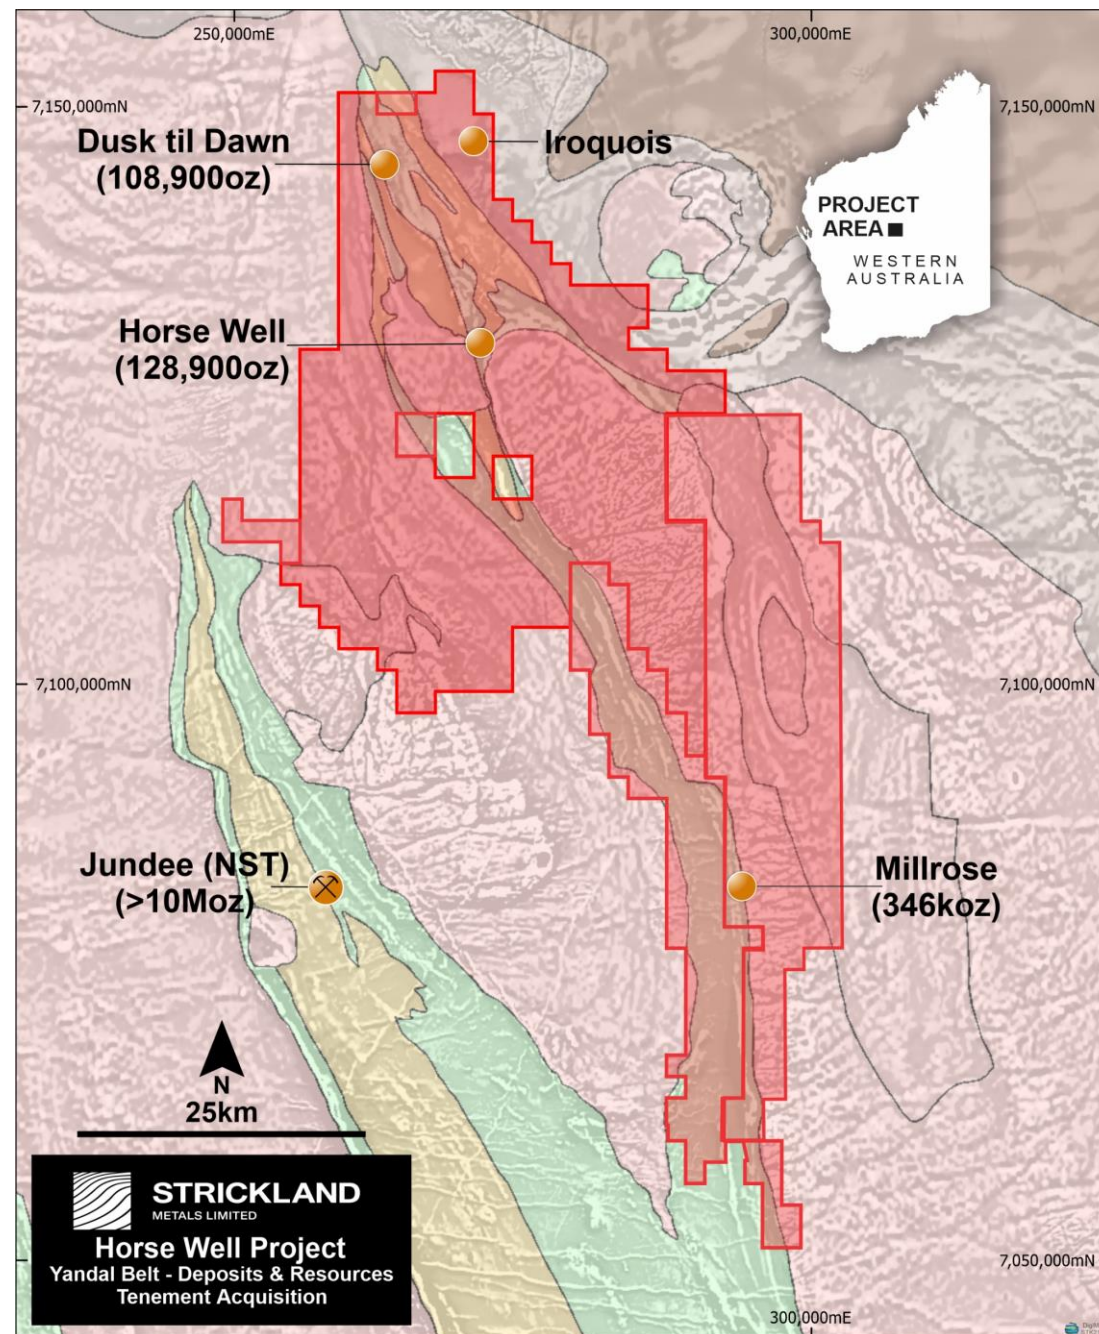 250,000mE
300,000mE
7,150,000mN
7,150,000mN
Dusk til Dawn
(108,900oz)
Iroquois
PROJECT
AREA
WESTERN
AUSTRALIA
Horse Well
(128,900oz)
7,100,000mN
7,100,000mN
Jundee (NST)
(>10Moz)
Millrose
(346koz)
N
25km
STRICKLAND
METALS LIMITED
Horse Well Project
Yandal Belt - Deposits & Resources
Tenement Acquisition
7,050,000mN
300,000mE